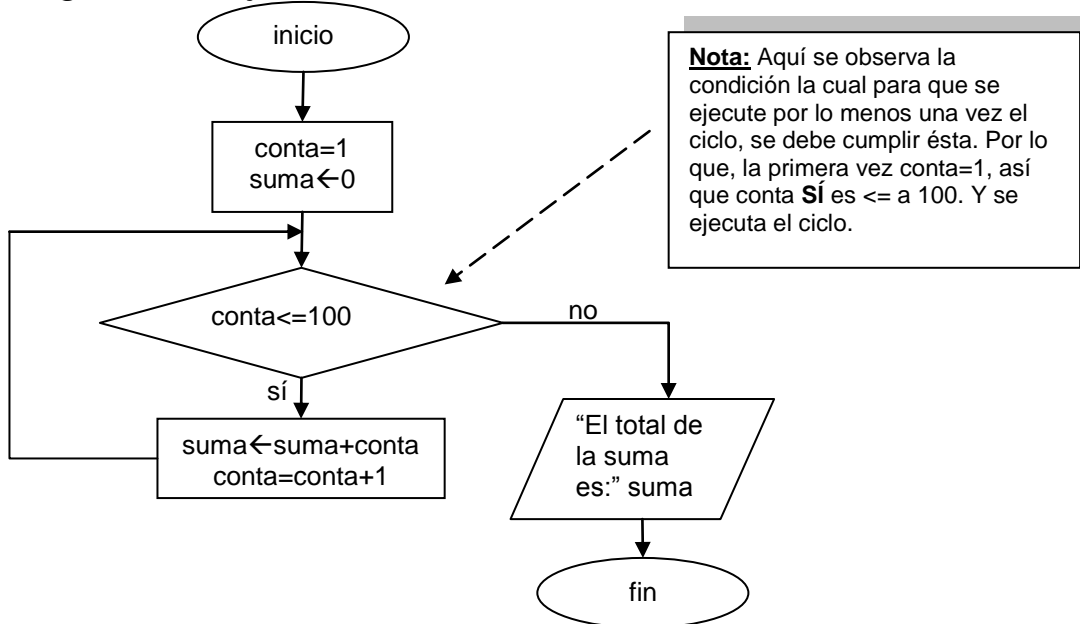 inicio
conta=1
suma←0
Nota: Aquí se observa la
condición la cual para que se
ejecute por lo menos una vez el
ciclo, se debe cumplir ésta. Por lo
que, la primera vez conta=1, así
que conta SÍ es <= a 100. Y se
ejecuta el ciclo.
conta<=100
no
sí
suma←suma+conta
conta=conta+1
“El total de
la suma
es:” suma
fin